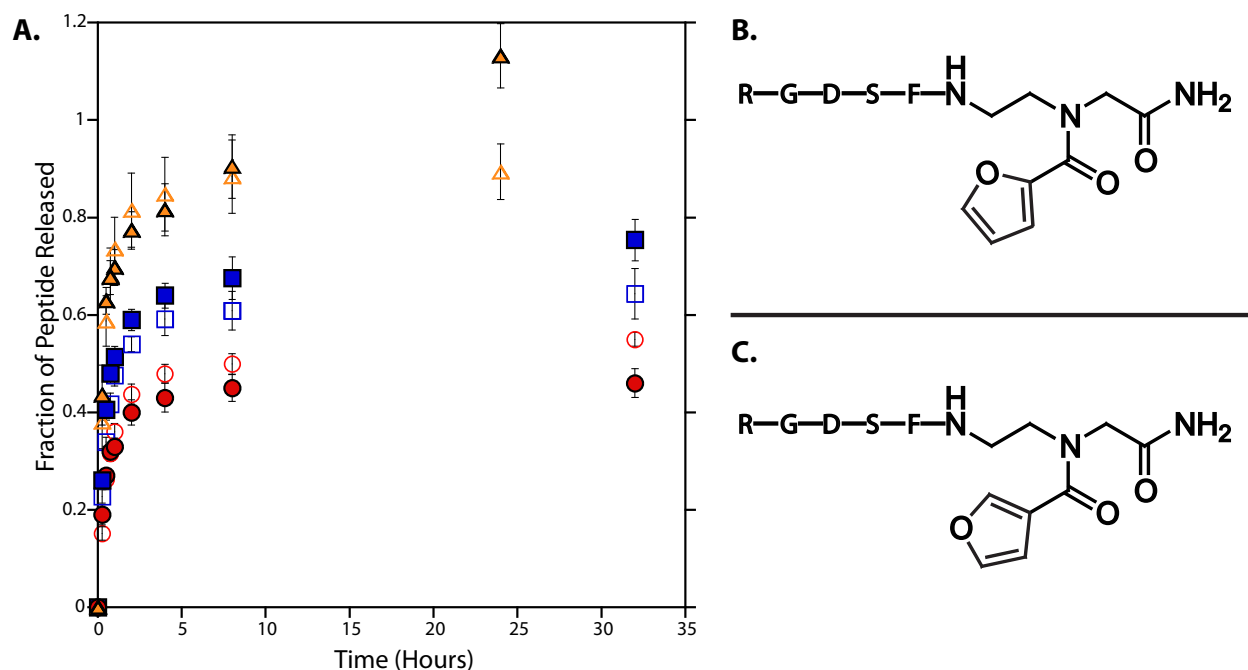 A.
1.2
1
0.8
0.6
0.4
0.2
0
0 5 10 15 20 25 30 35
Fraction of Peptide Released
Time (Hours)
B.
H
R G D S F N N NH2
O O O
C.
H
R G D S F N N NH2
O O O